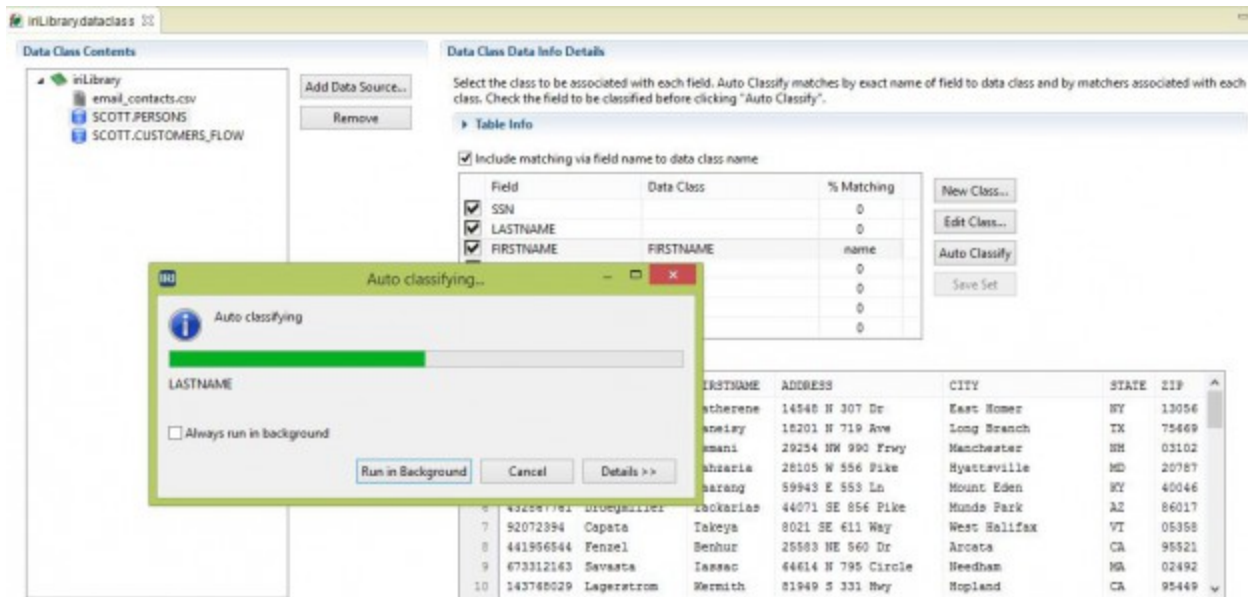 iriLibrary.dataclass
Data Class Contents
iriLibrary
email_contacts.csv
SCOTT.PERSONS
SCOTT.CUSTOMERS_FLOW
Add Data Source...
Remove
Data Class Data Info Details
Select the class to be associated with each field. Auto Classify matches by exact name of field to data class and by matchers associated with each
class. Check the field to be classified before clicking "Auto Classify".
Table Info
Include matching via field name to data class name
Field Data Class % Matching
SSN 0
LASTNAME 0
FIRSTNAME FIRSTNAME name
0
0
0
0
New Class...
Edit Class...
Auto Classify
Save Set
IRI
Auto classifying...
Auto classifying
LASTNAME
Always run in background
Run in Background Cancel Details >>
ADDRESS CITY STATE ZIP
14548 N 307 Dr East Homer NY 13056
18201 N 719 Ave Long Branch TX 75669
29254 NW 990 Frwy Manchester NH 03102
28105 W 556 Pike Hyattsville MD 20787
59943 E 553 Ln Mount Eden KY 40046
44071 SE 856 Pike Munds Park AZ 86017
7 92072394 Capata Takeya 8021 SE 611 Way West Halifax VT 05358
8 441956544 Fenzel Benhur 25583 NE 560 Dr Arcata CA 95521
9 673312163 Savasta Iassac 44614 N 795 Circle Needham MA 02492
10 143768029 Lagerstrom Kermith 81949 S 331 Hwy Hopland CA 95449